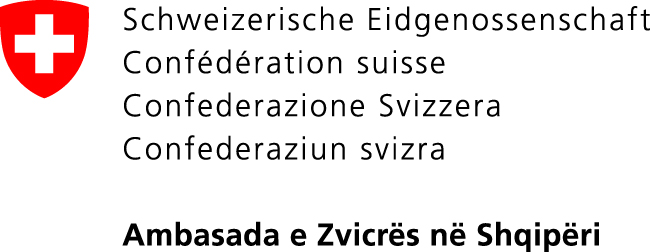 Schweizerische Eidgenossenschaft
Confédération suisse
Confederazione Svizzera
Confederaziun svizra
Ambasada e Zvicrës në Shqipëri